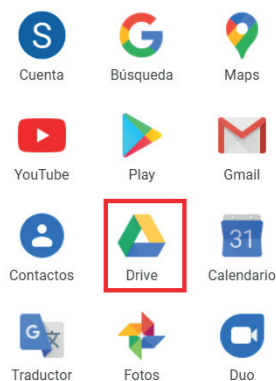 S
G
Cuenta Búsqueda Maps
YouTube Play Gmail
31
Contactos Drive Calendario
G 文
Traductor Fotos Duo